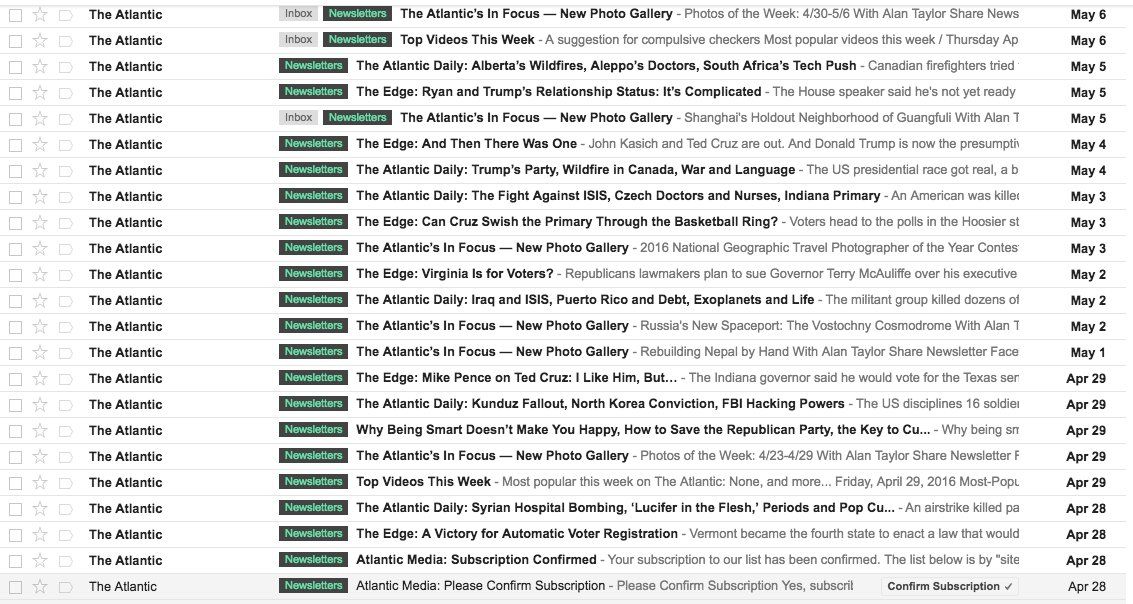 The Atlantic Inbox Newsletters The Atlantic’s In Focus — New Photo Gallery - Photos of the Week: 4/30-5/6 With Alan Taylor Share News May 6
The Atlantic Inbox Newsletters Top Videos This Week - A suggestion for compulsive checkers Most popular videos this week / Thursday Ap May 6
The Atlantic Newsletters The Atlantic Daily: Alberta’s Wildfires, Aleppo’s Doctors, South Africa’s Tech Push - Canadian firefighters tried May 5
The Atlantic Newsletters The Edge: Ryan and Trump’s Relationship Status: It’s Complicated - The House speaker said he's not yet ready May 5
The Atlantic Inbox Newsletters The Atlantic’s In Focus — New Photo Gallery - Shanghai's Holdout Neighborhood of Guangfuli With Alan T May 5
The Atlantic Newsletters The Edge: And Then There Was One - John Kasich and Ted Cruz are out. And Donald Trump is now the presumpti May 4
The Atlantic Newsletters The Atlantic Daily: Trump’s Party, Wildfire in Canada, War and Language - The US presidential race got real, a b May 4
The Atlantic Newsletters The Atlantic Daily: The Fight Against ISIS, Czech Doctors and Nurses, Indiana Primary - An American was killed May 3
The Atlantic Newsletters The Edge: Can Cruz Swish the Primary Through the Basketball Ring? - Voters head to the polls in the Hoosier st May 3
The Atlantic Newsletters The Atlantic’s In Focus — New Photo Gallery - 2016 National Geographic Travel Photographer of the Year Contes May 3
The Atlantic Newsletters The Edge: Virginia Is for Voters? - Republicans lawmakers plan to sue Governor Terry McAuliffe over his executive May 2
The Atlantic Newsletters The Atlantic Daily: Iraq and ISIS, Puerto Rico and Debt, Exoplanets and Life - The militant group killed dozens of May 2
The Atlantic Newsletters The Atlantic’s In Focus — New Photo Gallery - Russia's New Spaceport: The Vostochny Cosmodrome With Alan T May 2
The Atlantic Newsletters The Atlantic’s In Focus — New Photo Gallery - Rebuilding Nepal by Hand With Alan Taylor Share Newsletter Face May 1
The Atlantic Newsletters The Edge: Mike Pence on Ted Cruz: I Like Him, But… - The Indiana governor said he would vote for the Texas sen Apr 29
The Atlantic Newsletters The Atlantic Daily: Kunduz Fallout, North Korea Conviction, FBI Hacking Powers - The US disciplines 16 soldier Apr 29
The Atlantic Newsletters Why Being Smart Doesn’t Make You Happy, How to Save the Republican Party, the Key to Cu... - Why being sm Apr 29
The Atlantic Newsletters The Atlantic’s In Focus — New Photo Gallery - Photos of the Week: 4/23-4/29 With Alan Taylor Share Newsletter F Apr 29
The Atlantic Newsletters Top Videos This Week - Most popular this week on The Atlantic: None, and more... Friday, April 29, 2016 Most-Popu Apr 29
The Atlantic Newsletters The Atlantic Daily: Syrian Hospital Bombing, ‘Lucifer in the Flesh,’ Periods and Pop Cu... - An airstrike killed pa Apr 28
The Atlantic Newsletters The Edge: A Victory for Automatic Voter Registration - Vermont became the fourth state to enact a law that would Apr 28
The Atlantic Newsletters Atlantic Media: Subscription Confirmed - Your subscription to our list has been confirmed. The list below is by "site Apr 28
The Atlantic Newsletters Atlantic Media: Please Confirm Subscription - Please Confirm Subscription Yes, subscrib Confirm Subscription ✓ Apr 28